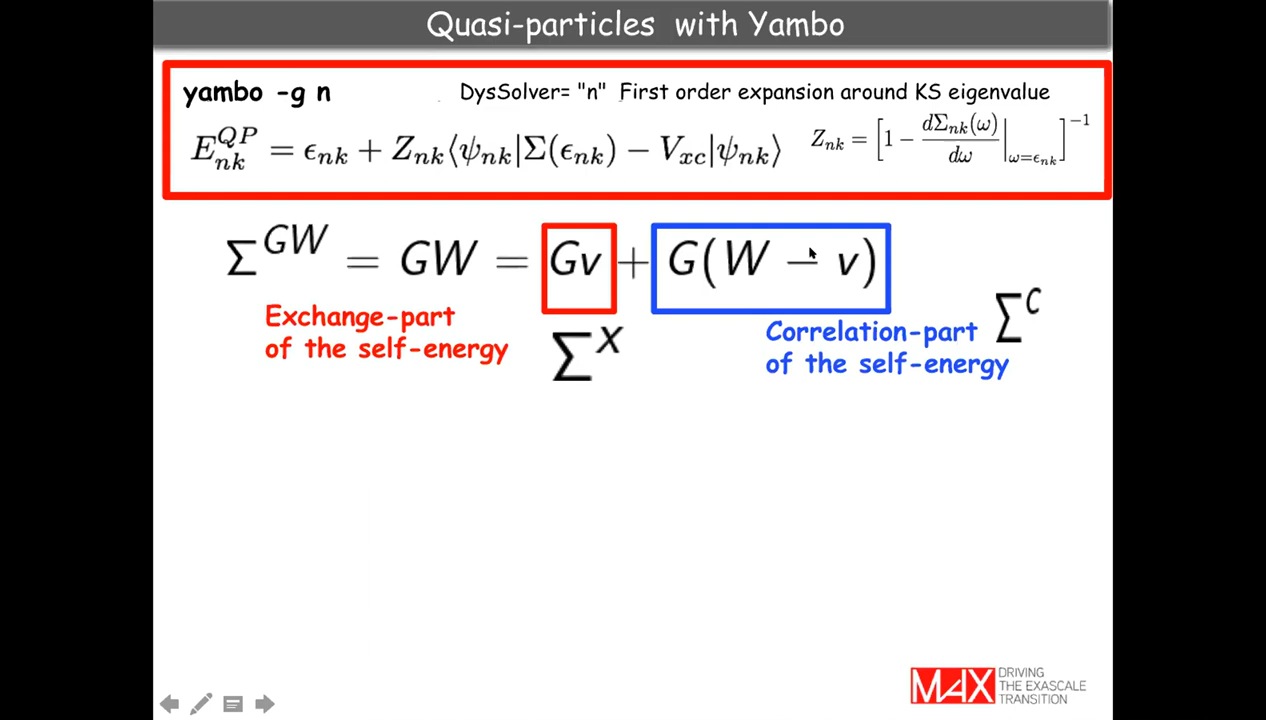 Quasi-particles with Yambo
yambo -g n
DysSolver= "n" First order expansion around KS eigenvalue
E_{nk}^{QP} = ϵ_{nk} + Z_{nk}⟨ψ_{nk}|Σ(ϵ_{nk}) − V_{xc}|ψ_{nk}⟩
Z_{nk} = [1 − dΣ_{nk}(ω)/dω |_{ω=ϵ_{nk}}]^{−1}
Σ^{GW} = GW = Gv + G(W − v)
Exchange-part
of the self-energy
Σ^x
Correlation-part
of the self-energy
Σ^c
MAX
DRIVING
THE EXASCALE
TRANSITION